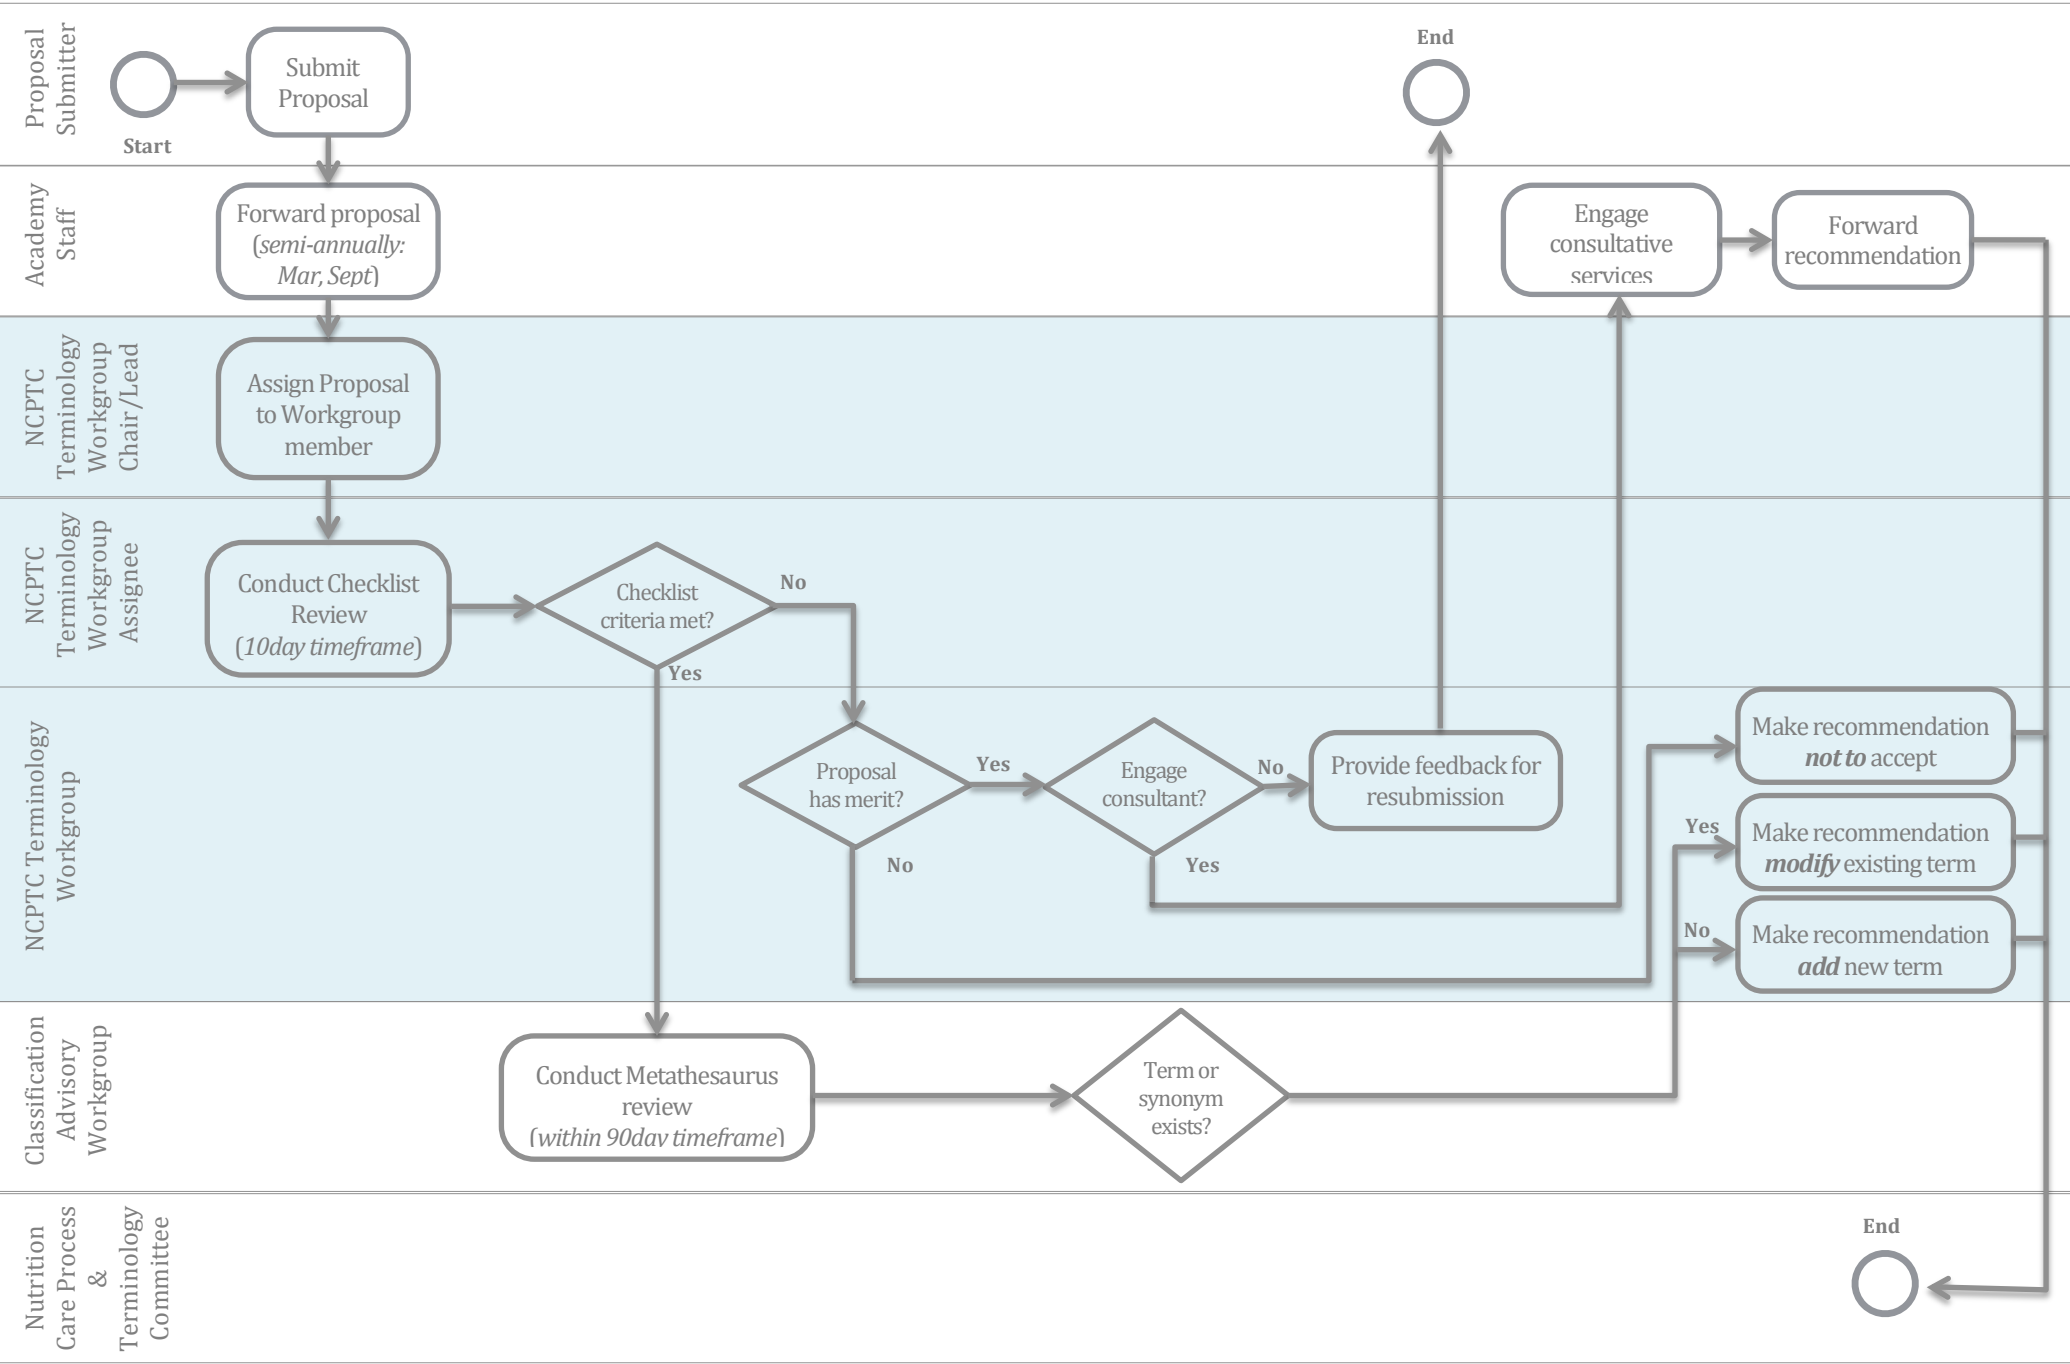 Proposal
Submitter
Start
Submit
Proposal
End
Academy
Staff
Forward proposal
(semi-annually:
Mar, Sept)
Engage
consultative
services
Forward
recommendation
NCPTC
Terminology
Workgroup
Chair/Lead
Assign Proposal
to Workgroup
member
NCPTC
Terminology
Workgroup
Assignee
Conduct Checklist
Review
(10day timeframe)
Checklist
criteria met?
No
Yes
NCPTC Terminology
Workgroup
Proposal
has merit?
Yes
No
Engage
consultant?
No
Yes
Provide feedback for
resubmission
Make recommendation
not to accept
Yes
Make recommendation
modify existing term
No
Make recommendation
add new term
Classification
Advisory
Workgroup
Conduct Metathesaurus
review
(within 90day timeframe)
Term or
synonym
exists?
Nutrition
Care Process
&
Terminology
Committee
End